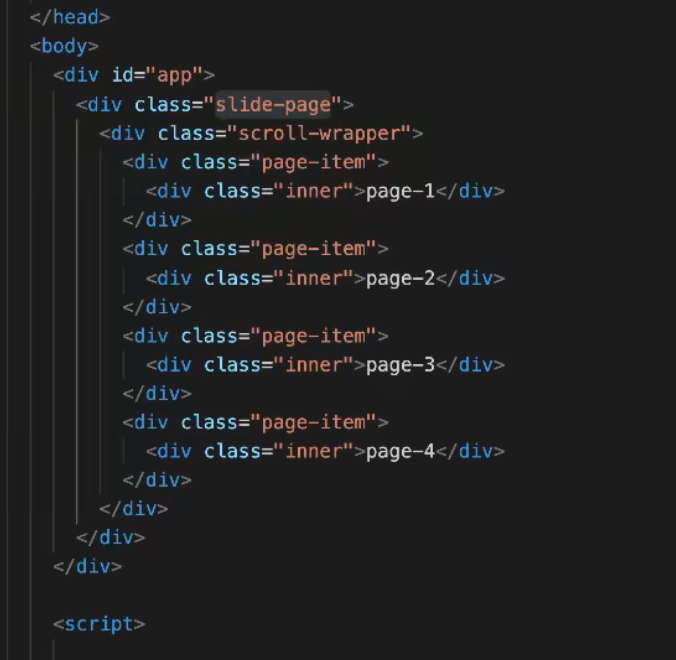 </head>
<body>
<div id="app">
<div class="slide-page">
<div class="scroll-wrapper">
<div class="page-item">
<div class="inner">page-1</div>
</div>
<div class="page-item">
<div class="inner">page-2</div>
</div>
<div class="page-item">
<div class="inner">page-3</div>
</div>
<div class="page-item">
<div class="inner">page-4</div>
</div>
</div>
</div>
</div>
<script>